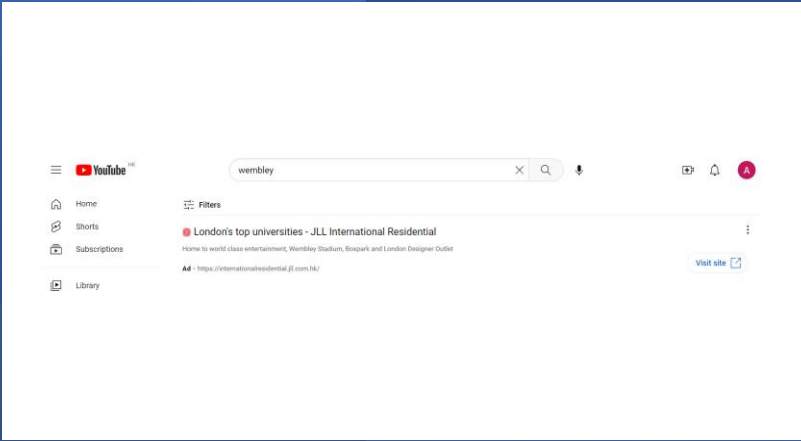 YouTube HK
wembley
A
Home
Shorts
Subscriptions
Library
Filters
London's top universities - JLL International Residential
Home to world class entertainment, Wembley Stadium, Boxpark and London Designer Outlet
Ad · https://internationalresidential.jll.com.hk/
Visit site